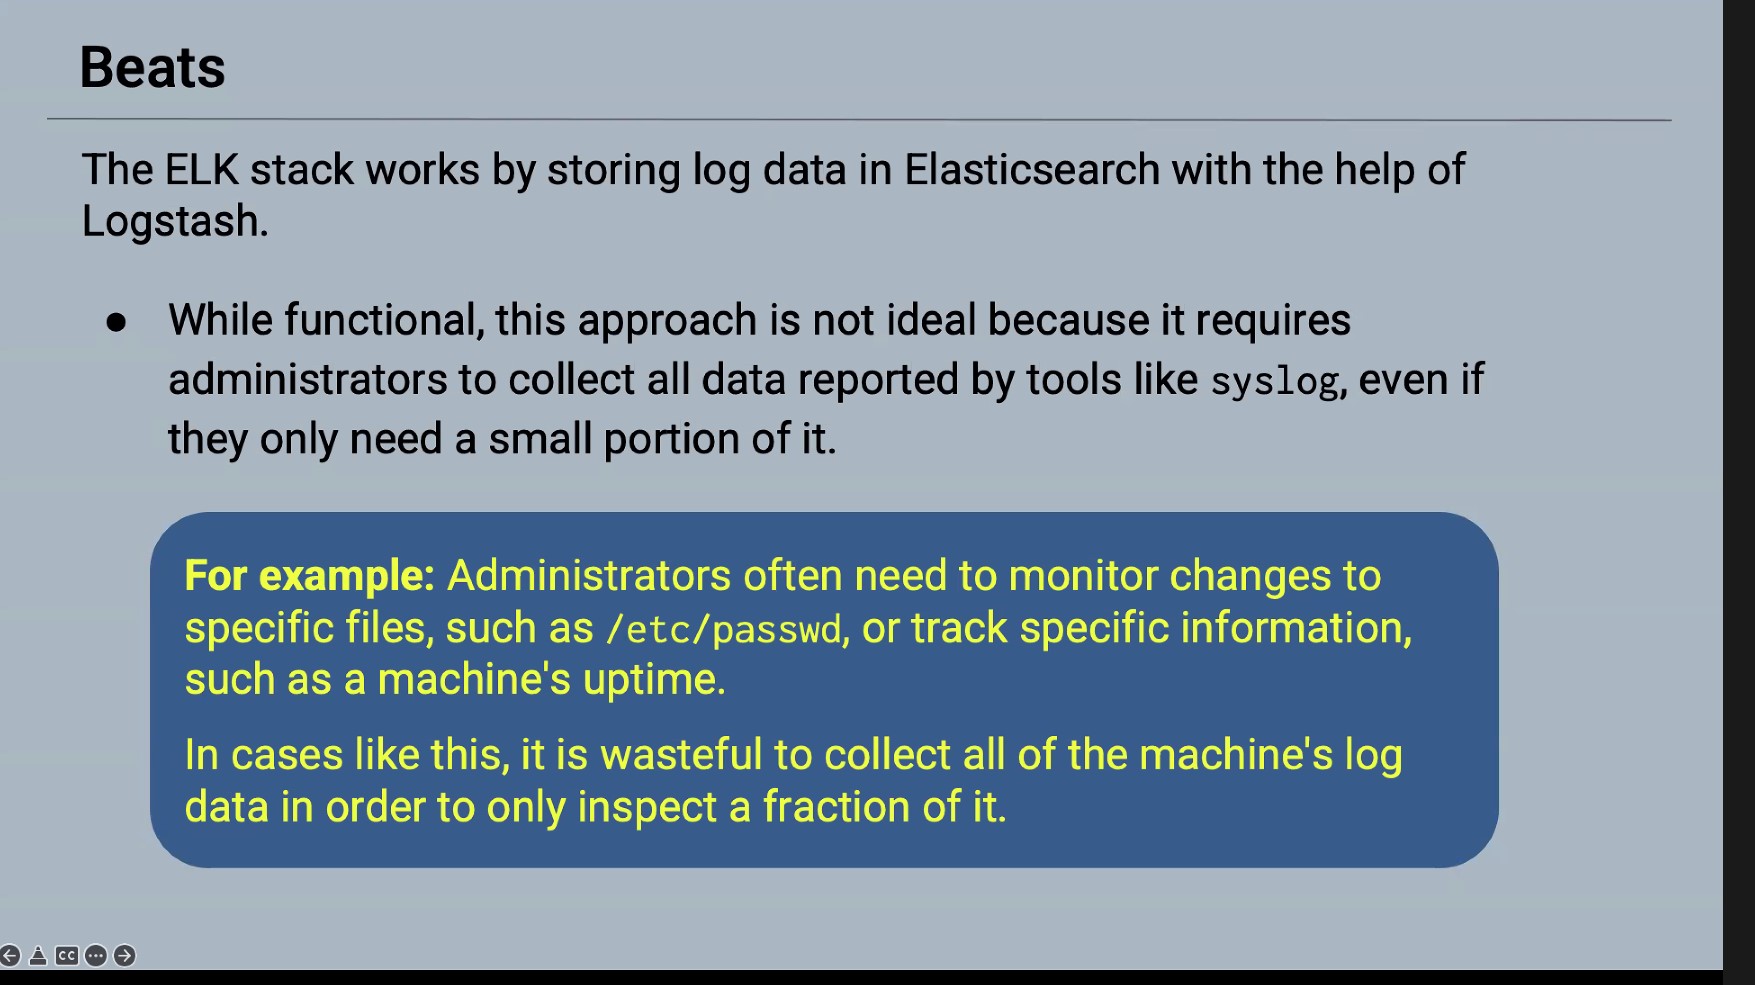 Beats
The ELK stack works by storing log data in Elasticsearch with the help of
Logstash.
● While functional, this approach is not ideal because it requires
administrators to collect all data reported by tools like syslog, even if
they only need a small portion of it.
For example: Administrators often need to monitor changes to
specific files, such as /etc/passwd, or track specific information,
such as a machine's uptime.
In cases like this, it is wasteful to collect all of the machine's log
data in order to only inspect a fraction of it.
CC